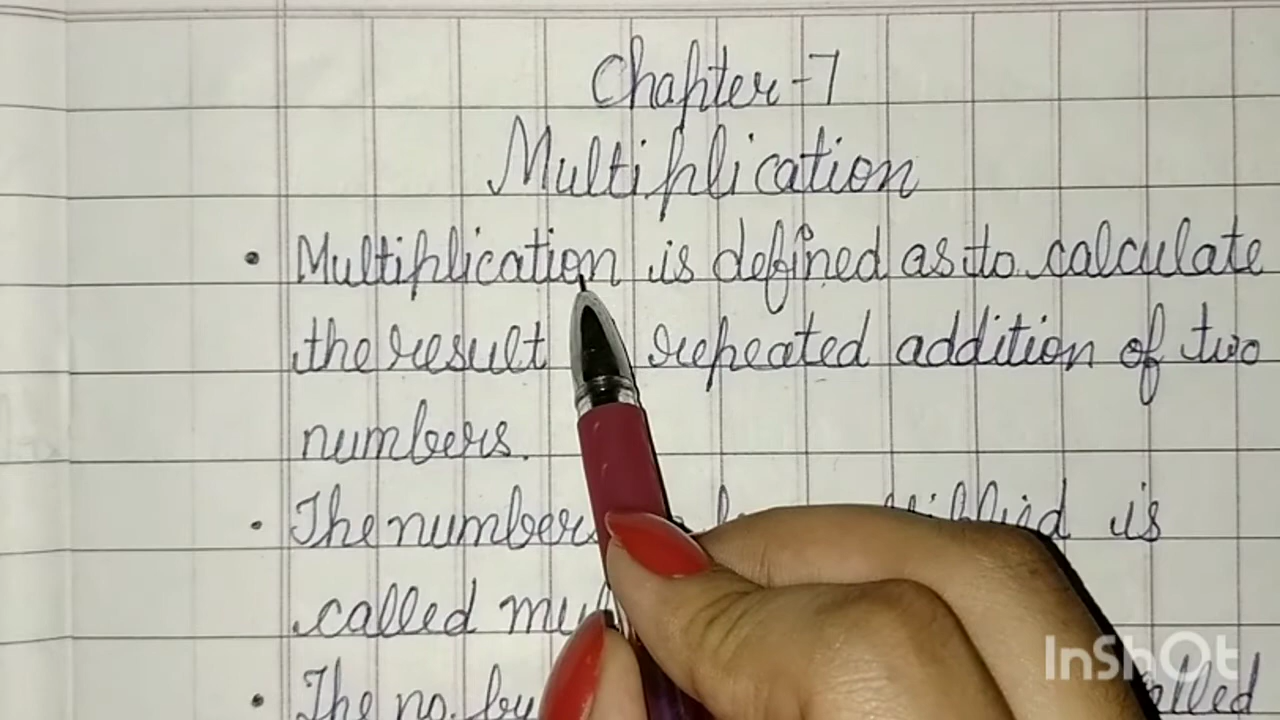 Chapter-7
Multiplication
• Multiplication is defined as to calculate
the result repeated addition of two
numbers.
• The number is
called
• The no. by
InShOt